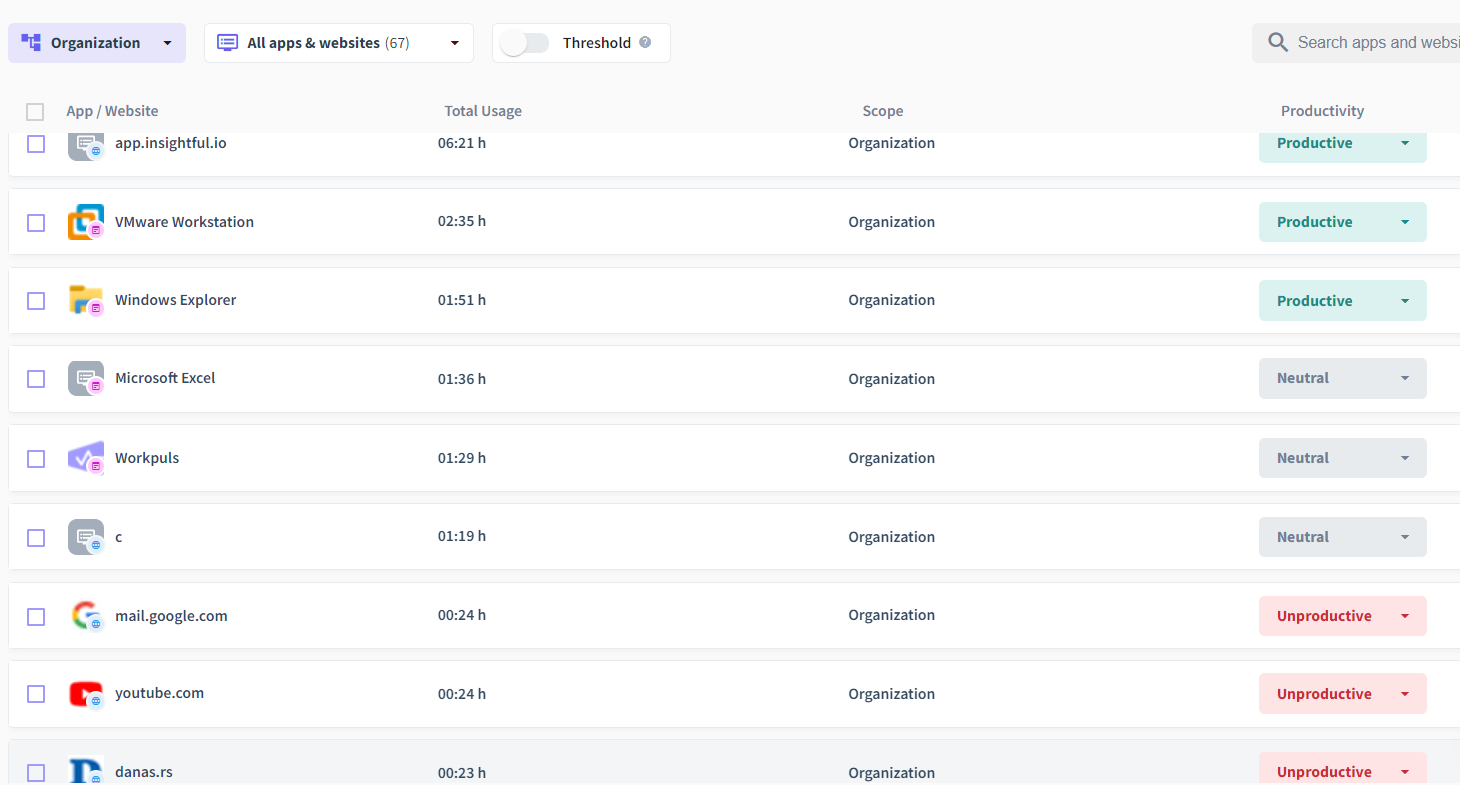 Organization All apps & websites (67) Threshold Search apps and websi
App / Website Total Usage Scope Productivity
app.insightful.io 06:21 h Organization Productive
VMware Workstation 02:35 h Organization Productive
Windows Explorer 01:51 h Organization Productive
Microsoft Excel 01:36 h Organization Neutral
Workpuls 01:29 h Organization Neutral
c 01:19 h Organization Neutral
mail.google.com 00:24 h Organization Unproductive
youtube.com 00:24 h Organization Unproductive
danas.rs 00:23 h Organization Unproductive